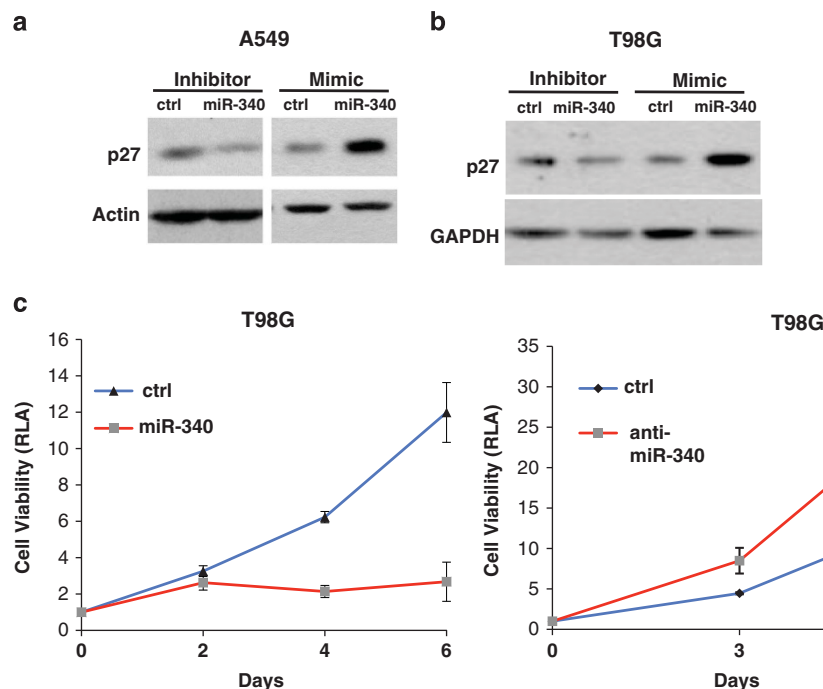 a
A549
Inhibitor Mimic
ctrl miR-340 ctrl miR-340
p27
Actin
b
T98G
Inhibitor Mimic
ctrl miR-340 ctrl miR-340
p27
GAPDH
c
T98G
16
14
12
10
8
6
4
2
0
Cell Viability (RLA)
ctrl
miR-340
0 2 4 6
Days
T98G
35
30
25
20
15
10
5
0
Cell Viability (RLA)
ctrl
anti-
miR-340
0 3
Days